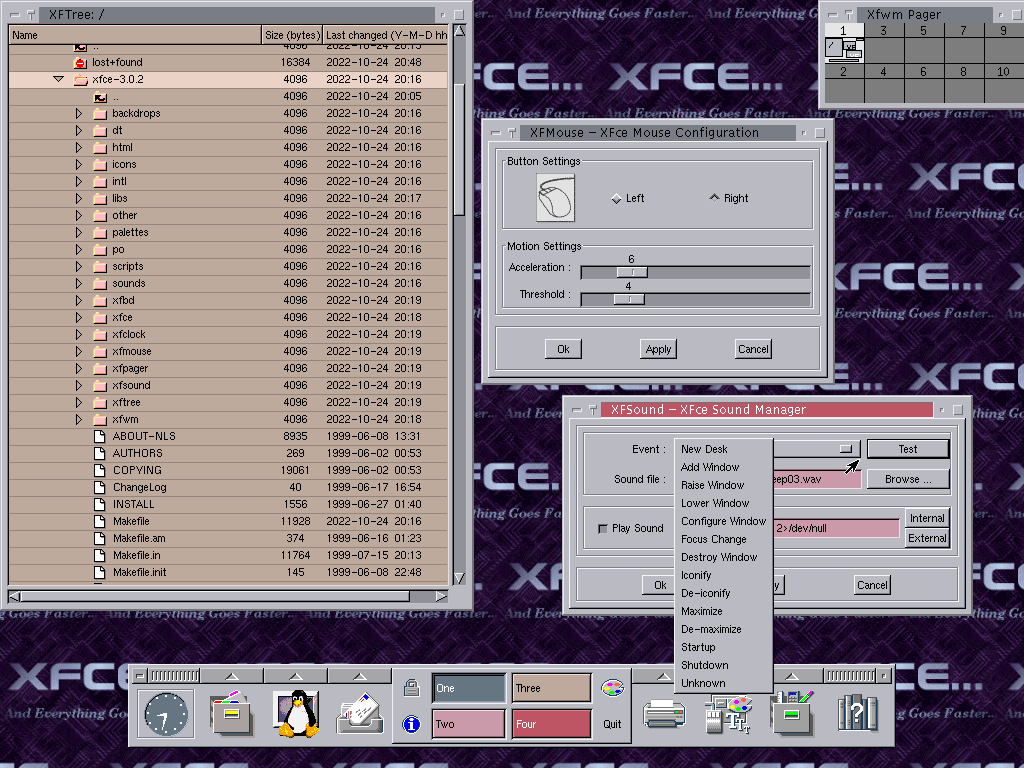 XFTree: /
Name Size (bytes) Last changed (Y-M-D hh
.. 4096 2022-10-24 20:15
lost+found 16384 2022-10-24 20:48
xfce-3.0.2 4096 2022-10-24 20:16
.. 4096 2022-10-24 20:05
backdrops 4096 2022-10-24 20:16
dt 4096 2022-10-24 20:16
html 4096 2022-10-24 20:16
icons 4096 2022-10-24 20:16
intl 4096 2022-10-24 20:16
libs 4096 2022-10-24 20:17
other 4096 2022-10-24 20:16
palettes 4096 2022-10-24 20:16
po 4096 2022-10-24 20:16
scripts 4096 2022-10-24 20:16
sounds 4096 2022-10-24 20:16
xfbd 4096 2022-10-24 20:19
xfce 4096 2022-10-24 20:18
xfclock 4096 2022-10-24 20:19
xfmouse 4096 2022-10-24 20:19
xfpager 4096 2022-10-24 20:19
xfsound 4096 2022-10-24 20:19
xftree 4096 2022-10-24 20:19
xfwm 4096 2022-10-24 20:18
ABOUT-NLS 8935 1999-06-08 13:31
AUTHORS 269 1999-06-02 00:53
COPYING 19061 1999-06-02 00:53
ChangeLog 40 1999-06-17 16:54
INSTALL 1556 1999-06-27 01:40
Makefile 11928 2022-10-24 20:16
Makefile.am 374 1999-06-16 01:23
Makefile.in 11764 1999-07-15 20:13
Makefile.init 145 1999-06-08 22:48
And Everything Goes Faster...
XFCE...
Xfwm Pager
1 3 5 7 9
2 4 6 8 10
XFMouse - XFce Mouse Configuration
Button Settings
Left Right
Motion Settings
6
Acceleration :
4
Threshold :
Ok Apply Cancel
XFSound - XFce Sound Manager
Event : Test
Sound file : eep03.wav Browse ...
Play Sound 2>/dev/null Internal
External
Ok y Cancel
New Desk
Add Window
Raise Window
Lower Window
Configure Window
Focus Change
Destroy Window
Iconify
De-iconify
Maximize
De-maximize
Startup
Shutdown
Unknown
XFCE...
And Everything Goes Faster...
One Three
Two Four Quit